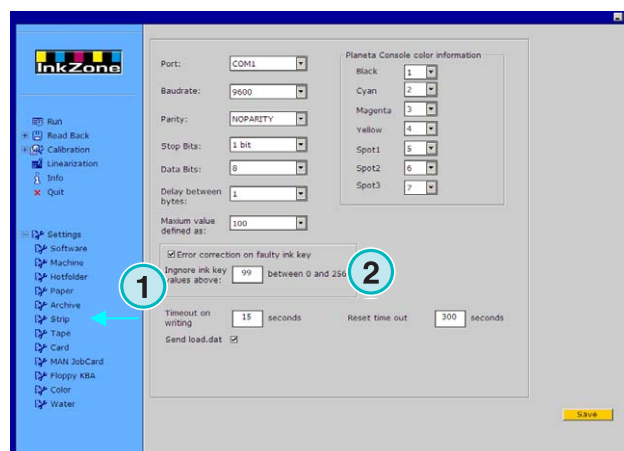 InkZone
Run
Read Back
Calibration
Linearization
Info
Quit
Settings
Software
Machine
Hotfolder
Paper
Archive
Strip
Tape
Card
MAN JobCard
Floppy KBA
Color
Water
1
Port: COM1
Baudrate: 9600
Parity: NOPARITY
Stop Bits: 1 bit
Data Bits: 8
Delay between
bytes: 1
Maxium value
defined as: 100
Error correction on faulty ink key
Ingnore ink key
values above: 99 between 0 and 256
2
Timeout on
writing 15 seconds
Reset time out 300 seconds
Send load.dat
Planeta Console color information
Black 1
Cyan 2
Magenta 3
Yellow 4
Spot1 5
Spot2 6
Spot3 7
Save